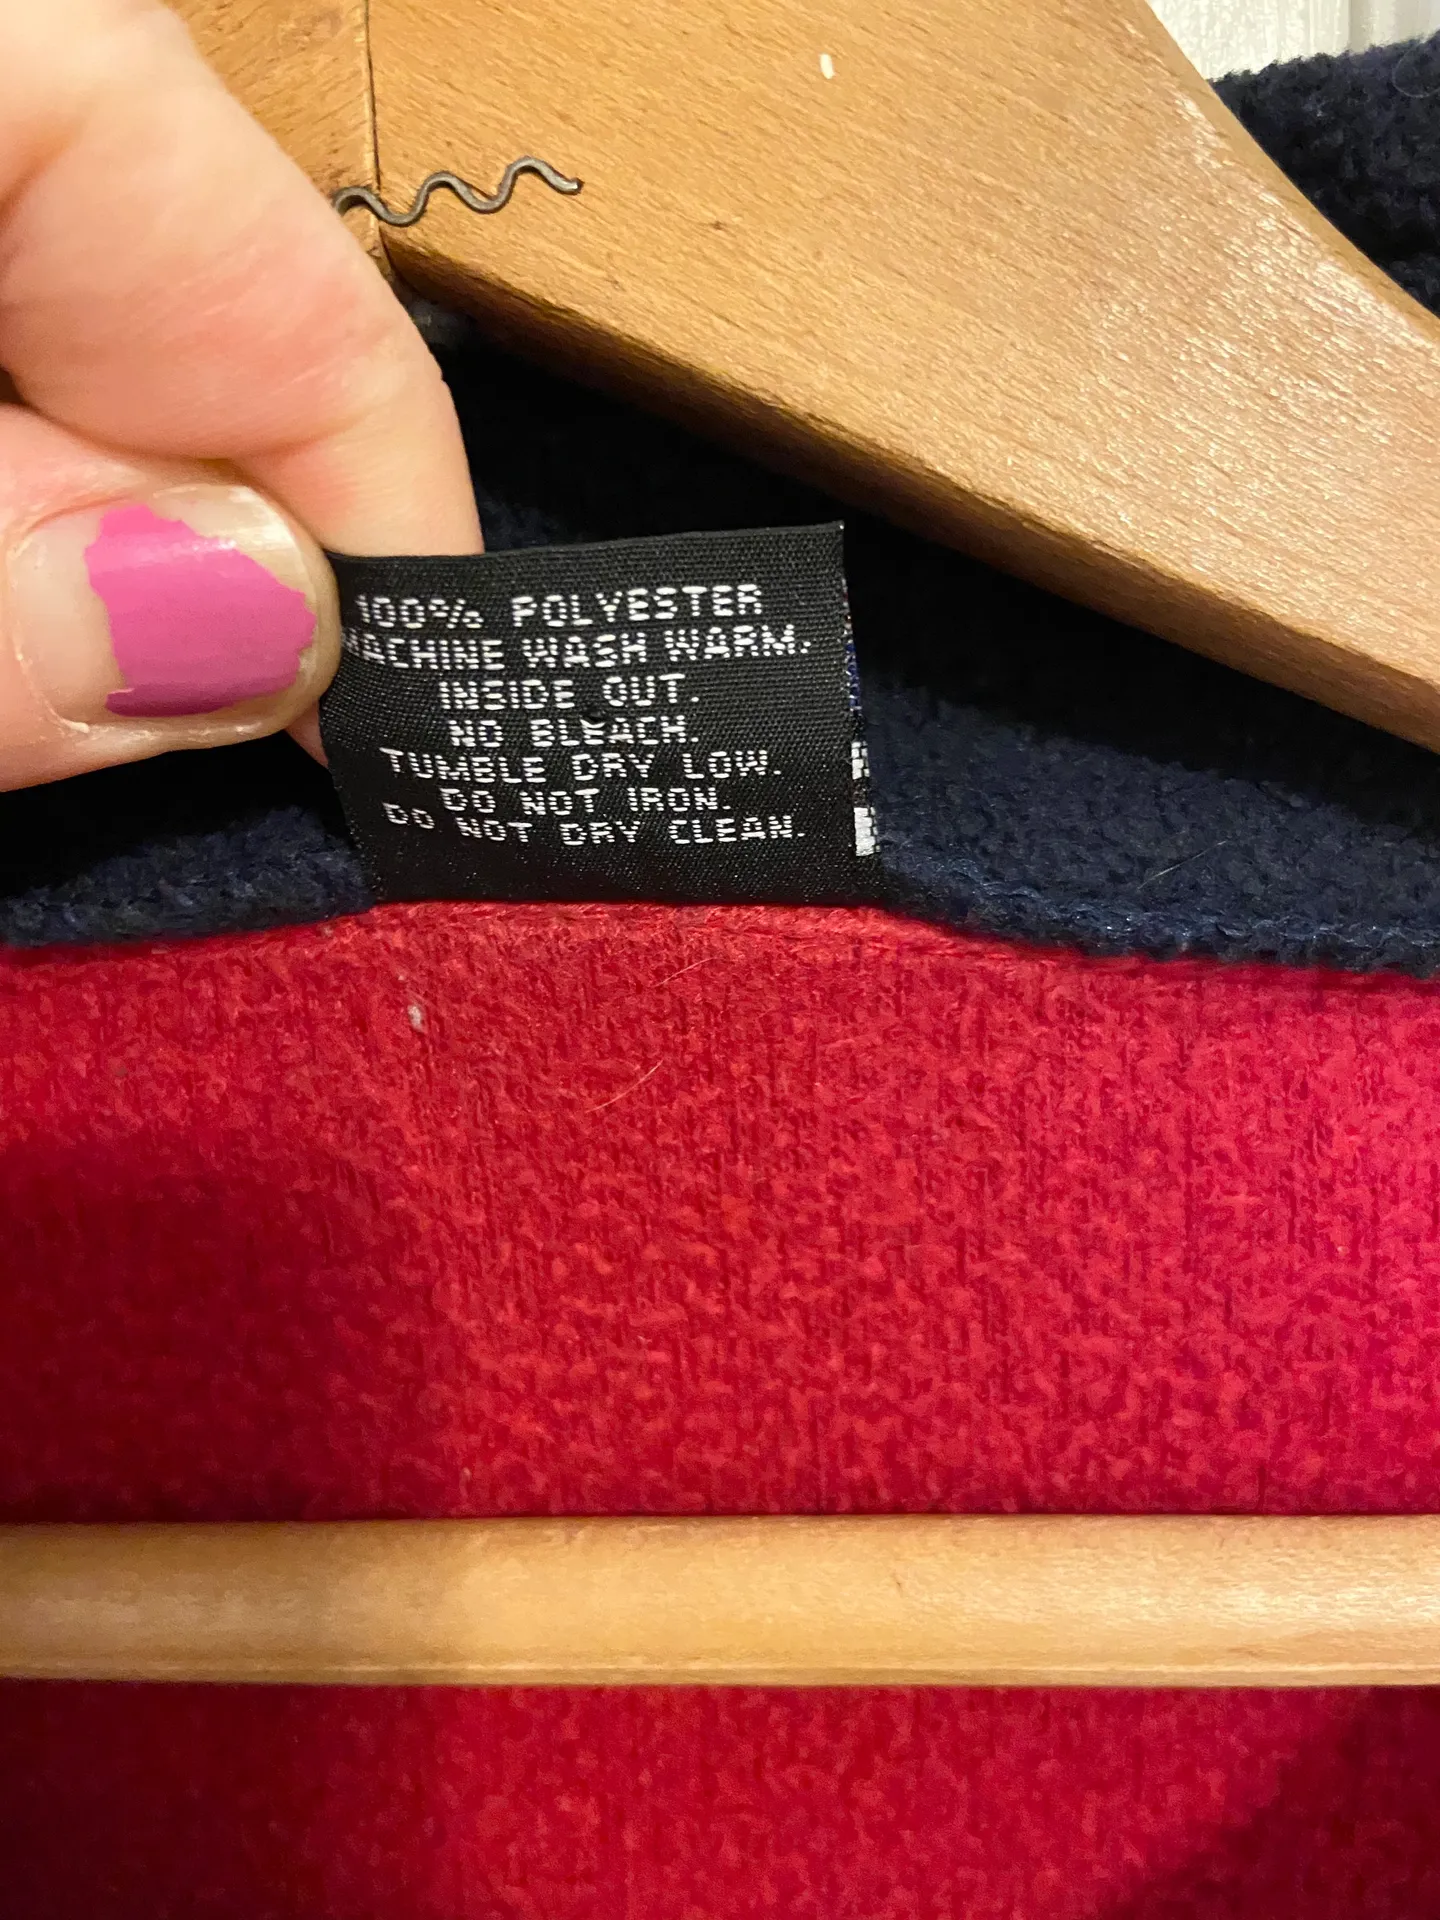 100% POLYESTER
MACHINE WASH WARM.
INSIDE OUT.
NO BLEACH.
TUMBLE DRY LOW.
DO NOT IRON.
DO NOT DRY CLEAN.